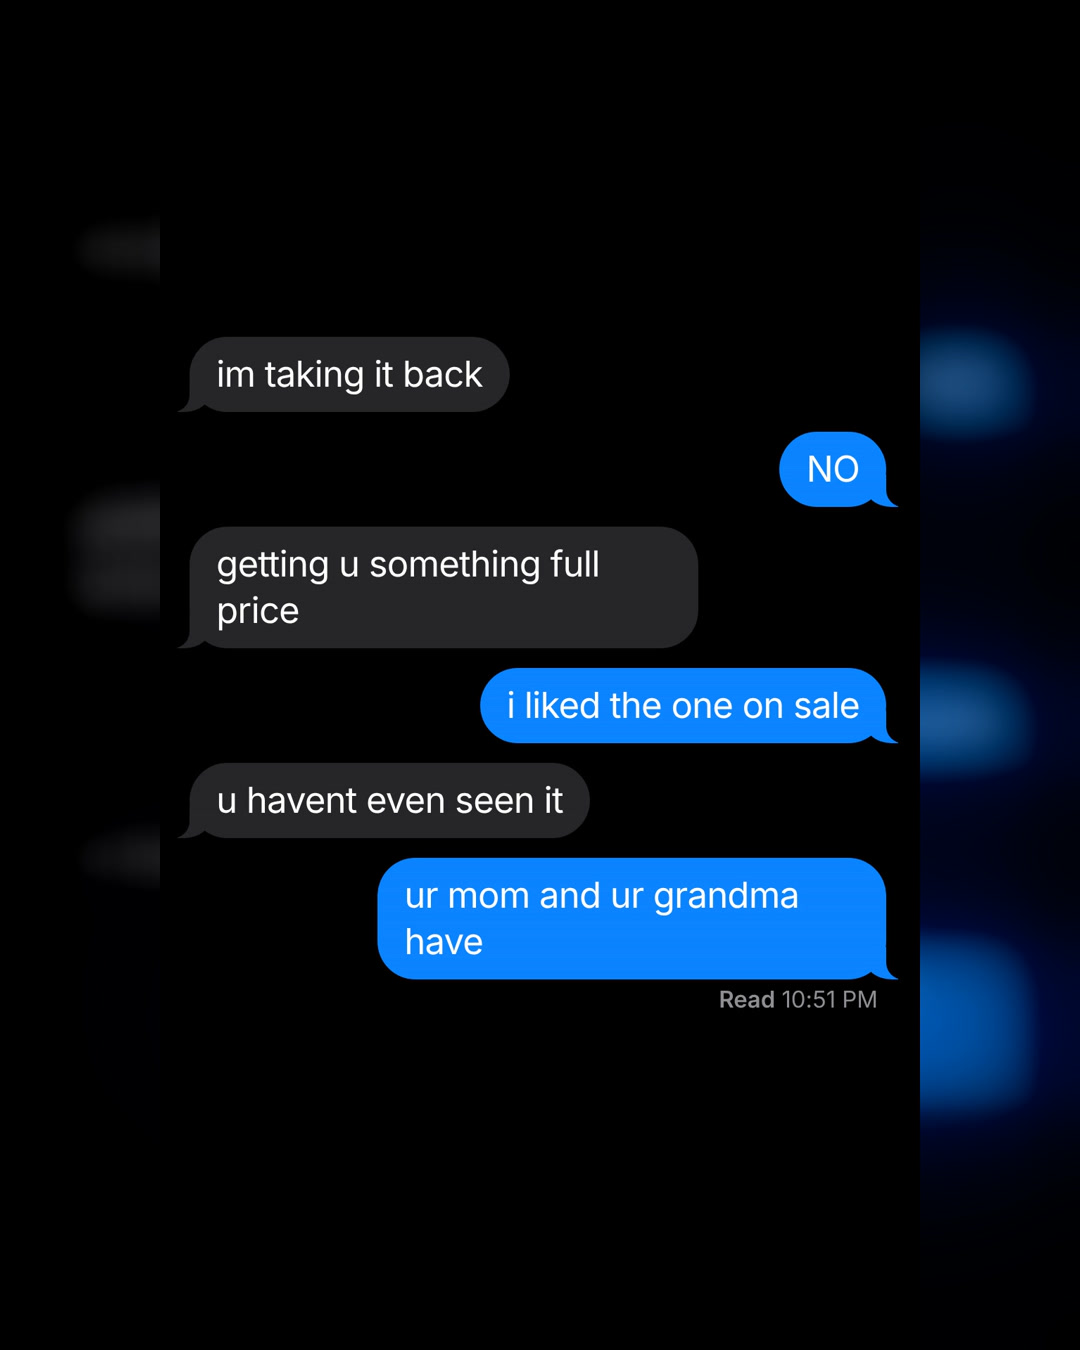 im taking it back
NO
getting u something full
price
i liked the one on sale
u havent even seen it
ur mom and ur grandma
have
Read 10:51 PM